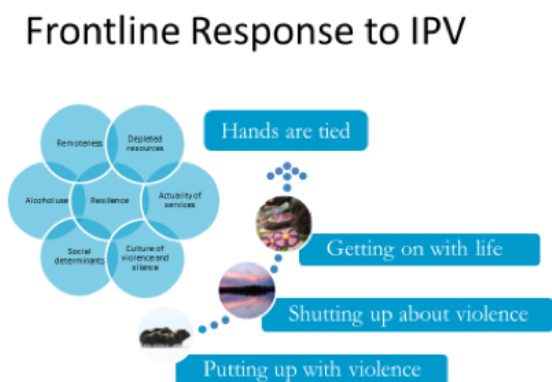 Frontline Response to IPV
Remoteness
Depleted
resources
Alcohol use
Resilience
Actuality of
services
Social
determinants
Culture of
violence and
silence
Hands are tied
Getting on with life
Shutting up about violence
Putting up with violence